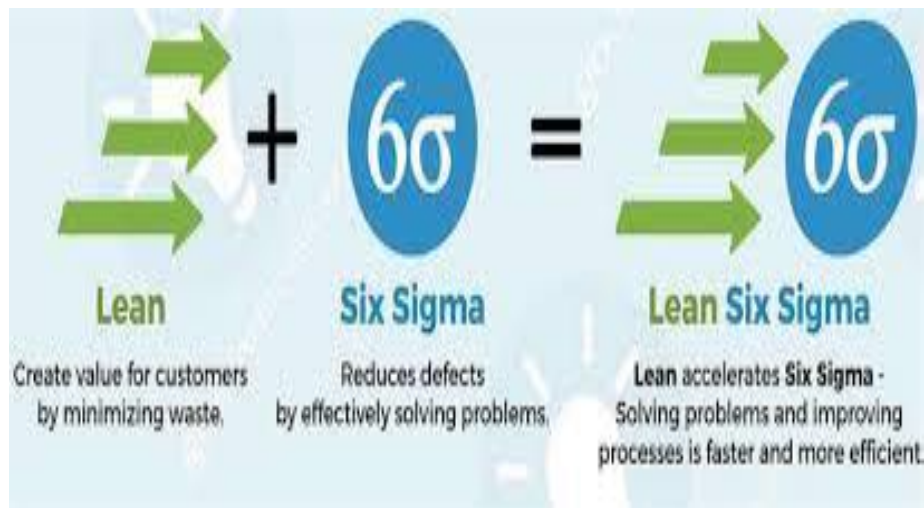 +
6σ
=
6σ
Lean
Create value for customers
by minimizing waste.
Six Sigma
Reduces defects
by effectively solving problems.
Lean Six Sigma
Lean accelerates Six Sigma -
Solving problems and improving
processes is faster and more efficient.